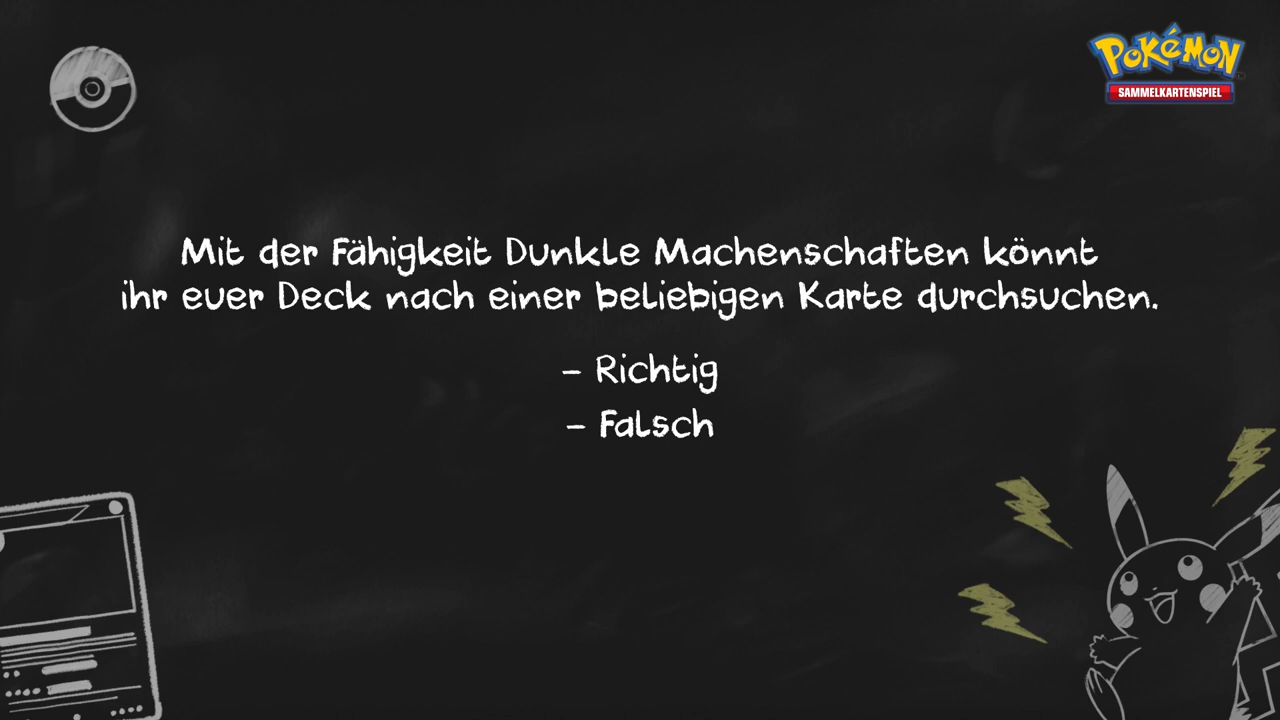 POKéMON
SAMMELKARTENSPIEL
Mit der Fähigkeit Dunkle Machenschaften könnt
ihr euer Deck nach einer beliebigen Karte durchsuchen.
– Richtig
– Falsch